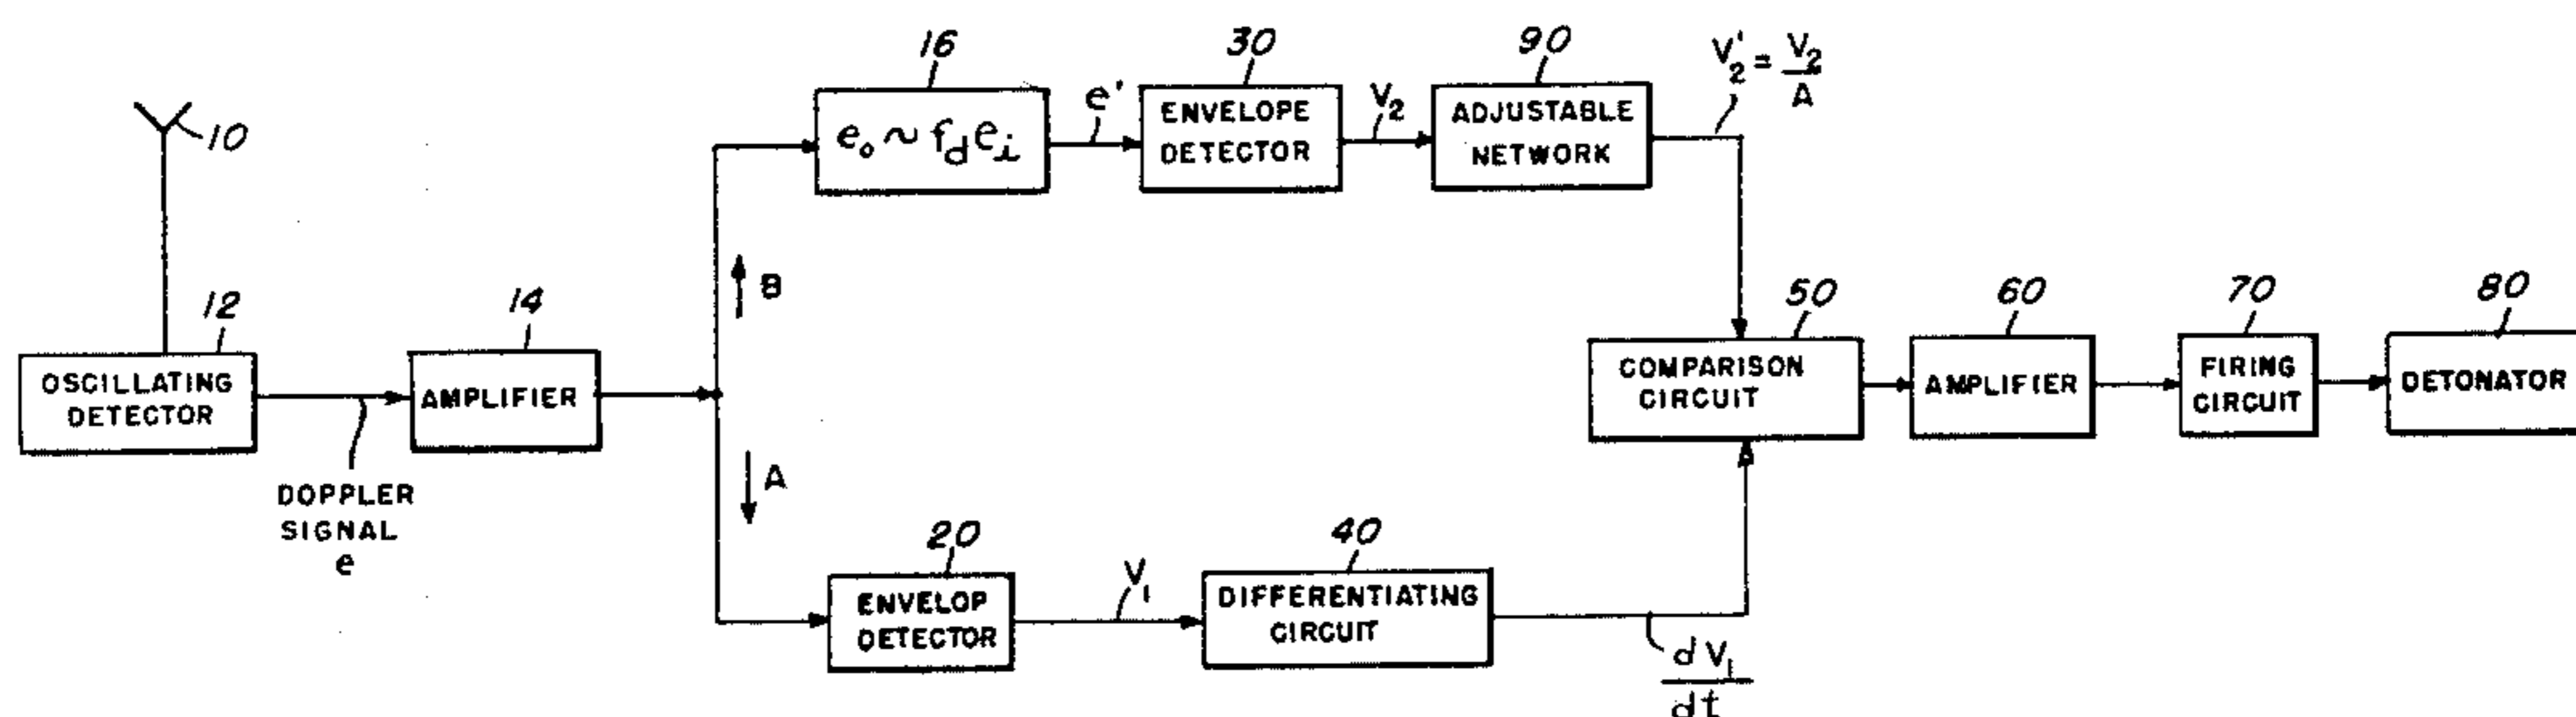 10
12
OSCILLATING
DETECTOR
DOPPLER
SIGNAL
e
14
AMPLIFIER
B
A
16
e₀ ~ f_d e_i
e'
30
ENVELOPE
DETECTOR
V₂
90
ADJUSTABLE
NETWORK
V₂' = V₂/A
20
ENVELOP
DETECTOR
V₁
40
DIFFERENTIATING
CIRCUIT
dV₁/dt
50
COMPARISON
CIRCUIT
60
AMPLIFIER
70
FIRING
CIRCUIT
80
DETONATOR